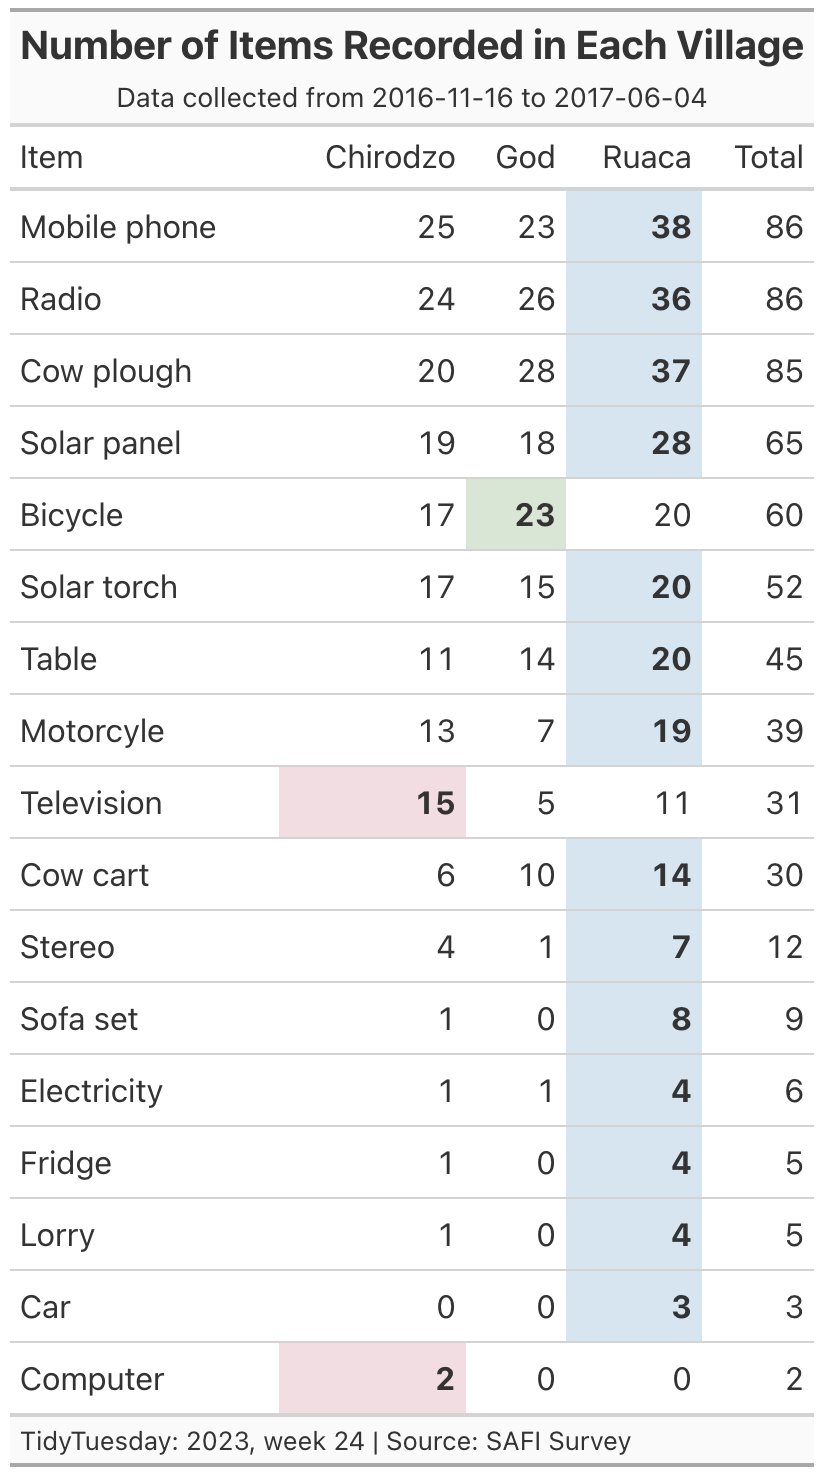 Number of Items Recorded in Each Village
Data collected from 2016-11-16 to 2017-06-04
Item Chirodzo God Ruaca Total
Mobile phone 25 23 38 86
Radio 24 26 36 86
Cow plough 20 28 37 85
Solar panel 19 18 28 65
Bicycle 17 23 20 60
Solar torch 17 15 20 52
Table 11 14 20 45
Motorcyle 13 7 19 39
Television 15 5 11 31
Cow cart 6 10 14 30
Stereo 4 1 7 12
Sofa set 1 0 8 9
Electricity 1 1 4 6
Fridge 1 0 4 5
Lorry 1 0 4 5
Car 0 0 3 3
Computer 2 0 0 2
TidyTuesday: 2023, week 24 | Source: SAFI Survey